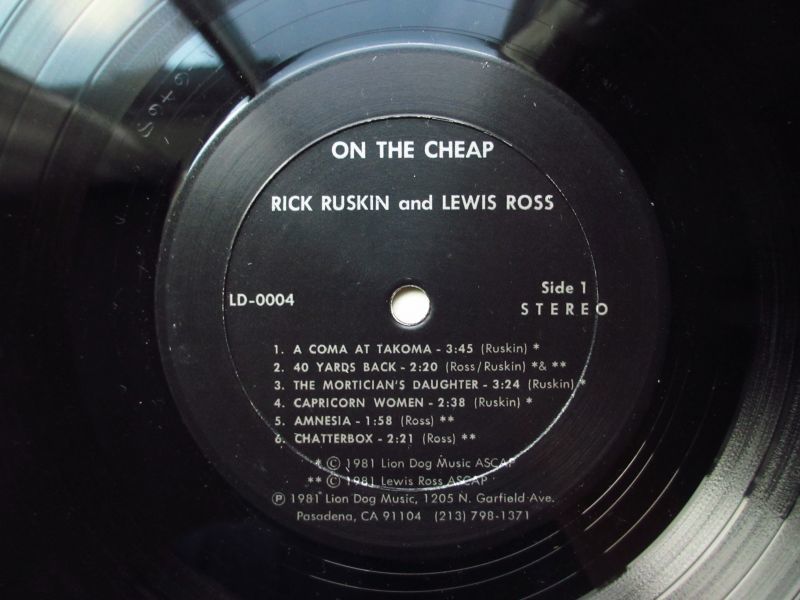 ON THE CHEAP
RICK RUSKIN and LEWIS ROSS
LD-0004
Side 1
STEREO
1. A COMA AT TAKOMA - 3:45 (Ruskin) *
2. 40 YARDS BACK - 2:20 (Ross/Ruskin) *& **
3. THE MORTICIAN'S DAUGHTER - 3:24 (Ruskin) *
4. CAPRICORN WOMEN - 2:38 (Ruskin) *
5. AMNESIA - 1:58 (Ross) **
6. CHATTERBOX - 2:21 (Ross) **
* © 1981 Lion Dog Music ASCAP
** © 1981 Lewis Ross ASCAP
℗ 1981 Lion Dog Music, 1205 N. Garfield Ave.
Pasadena, CA 91104 (213) 798-1371